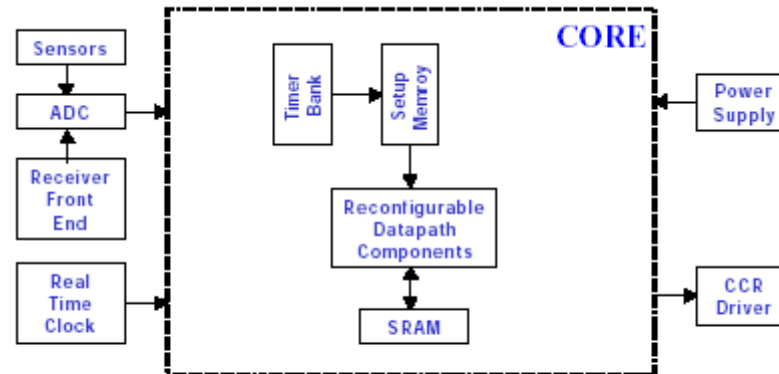 CORE
Sensors
ADC
Receiver
Front
End
Real
Time
Clock
Timer
Bank
Setup
Memroy
Reconfigurable
Datapath
Components
SRAM
Power
Supply
CCR
Driver